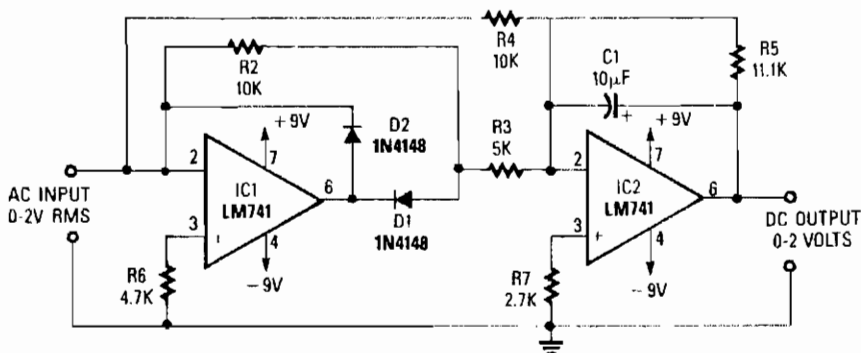 R4
10K
R2
10K
C1
10µF
+
R5
11.1K
+9V
D2
1N4148
R3
5K
+9V
2
7
6
IC1
LM741
3
4
-9V
D1
1N4148
2
7
6
IC2
LM741
3
+
4
-9V
AC INPUT
0-2V RMS
DC OUTPUT
0-2 VOLTS
R6
4.7K
R7
2.7K